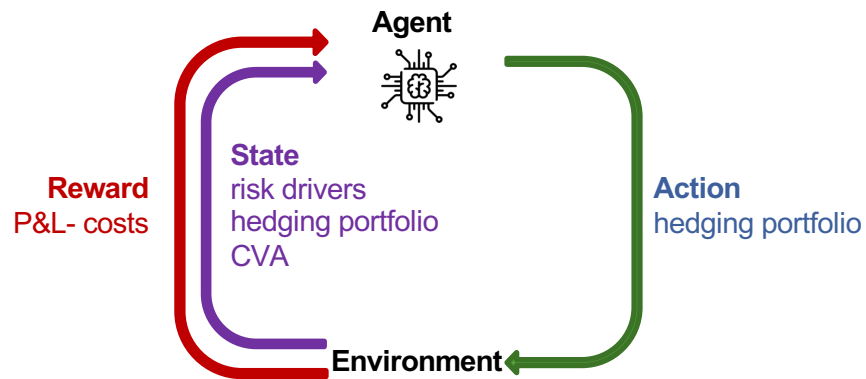 Agent
State
risk drivers
hedging portfolio
CVA
Reward
P&L- costs
Action
hedging portfolio
Environment